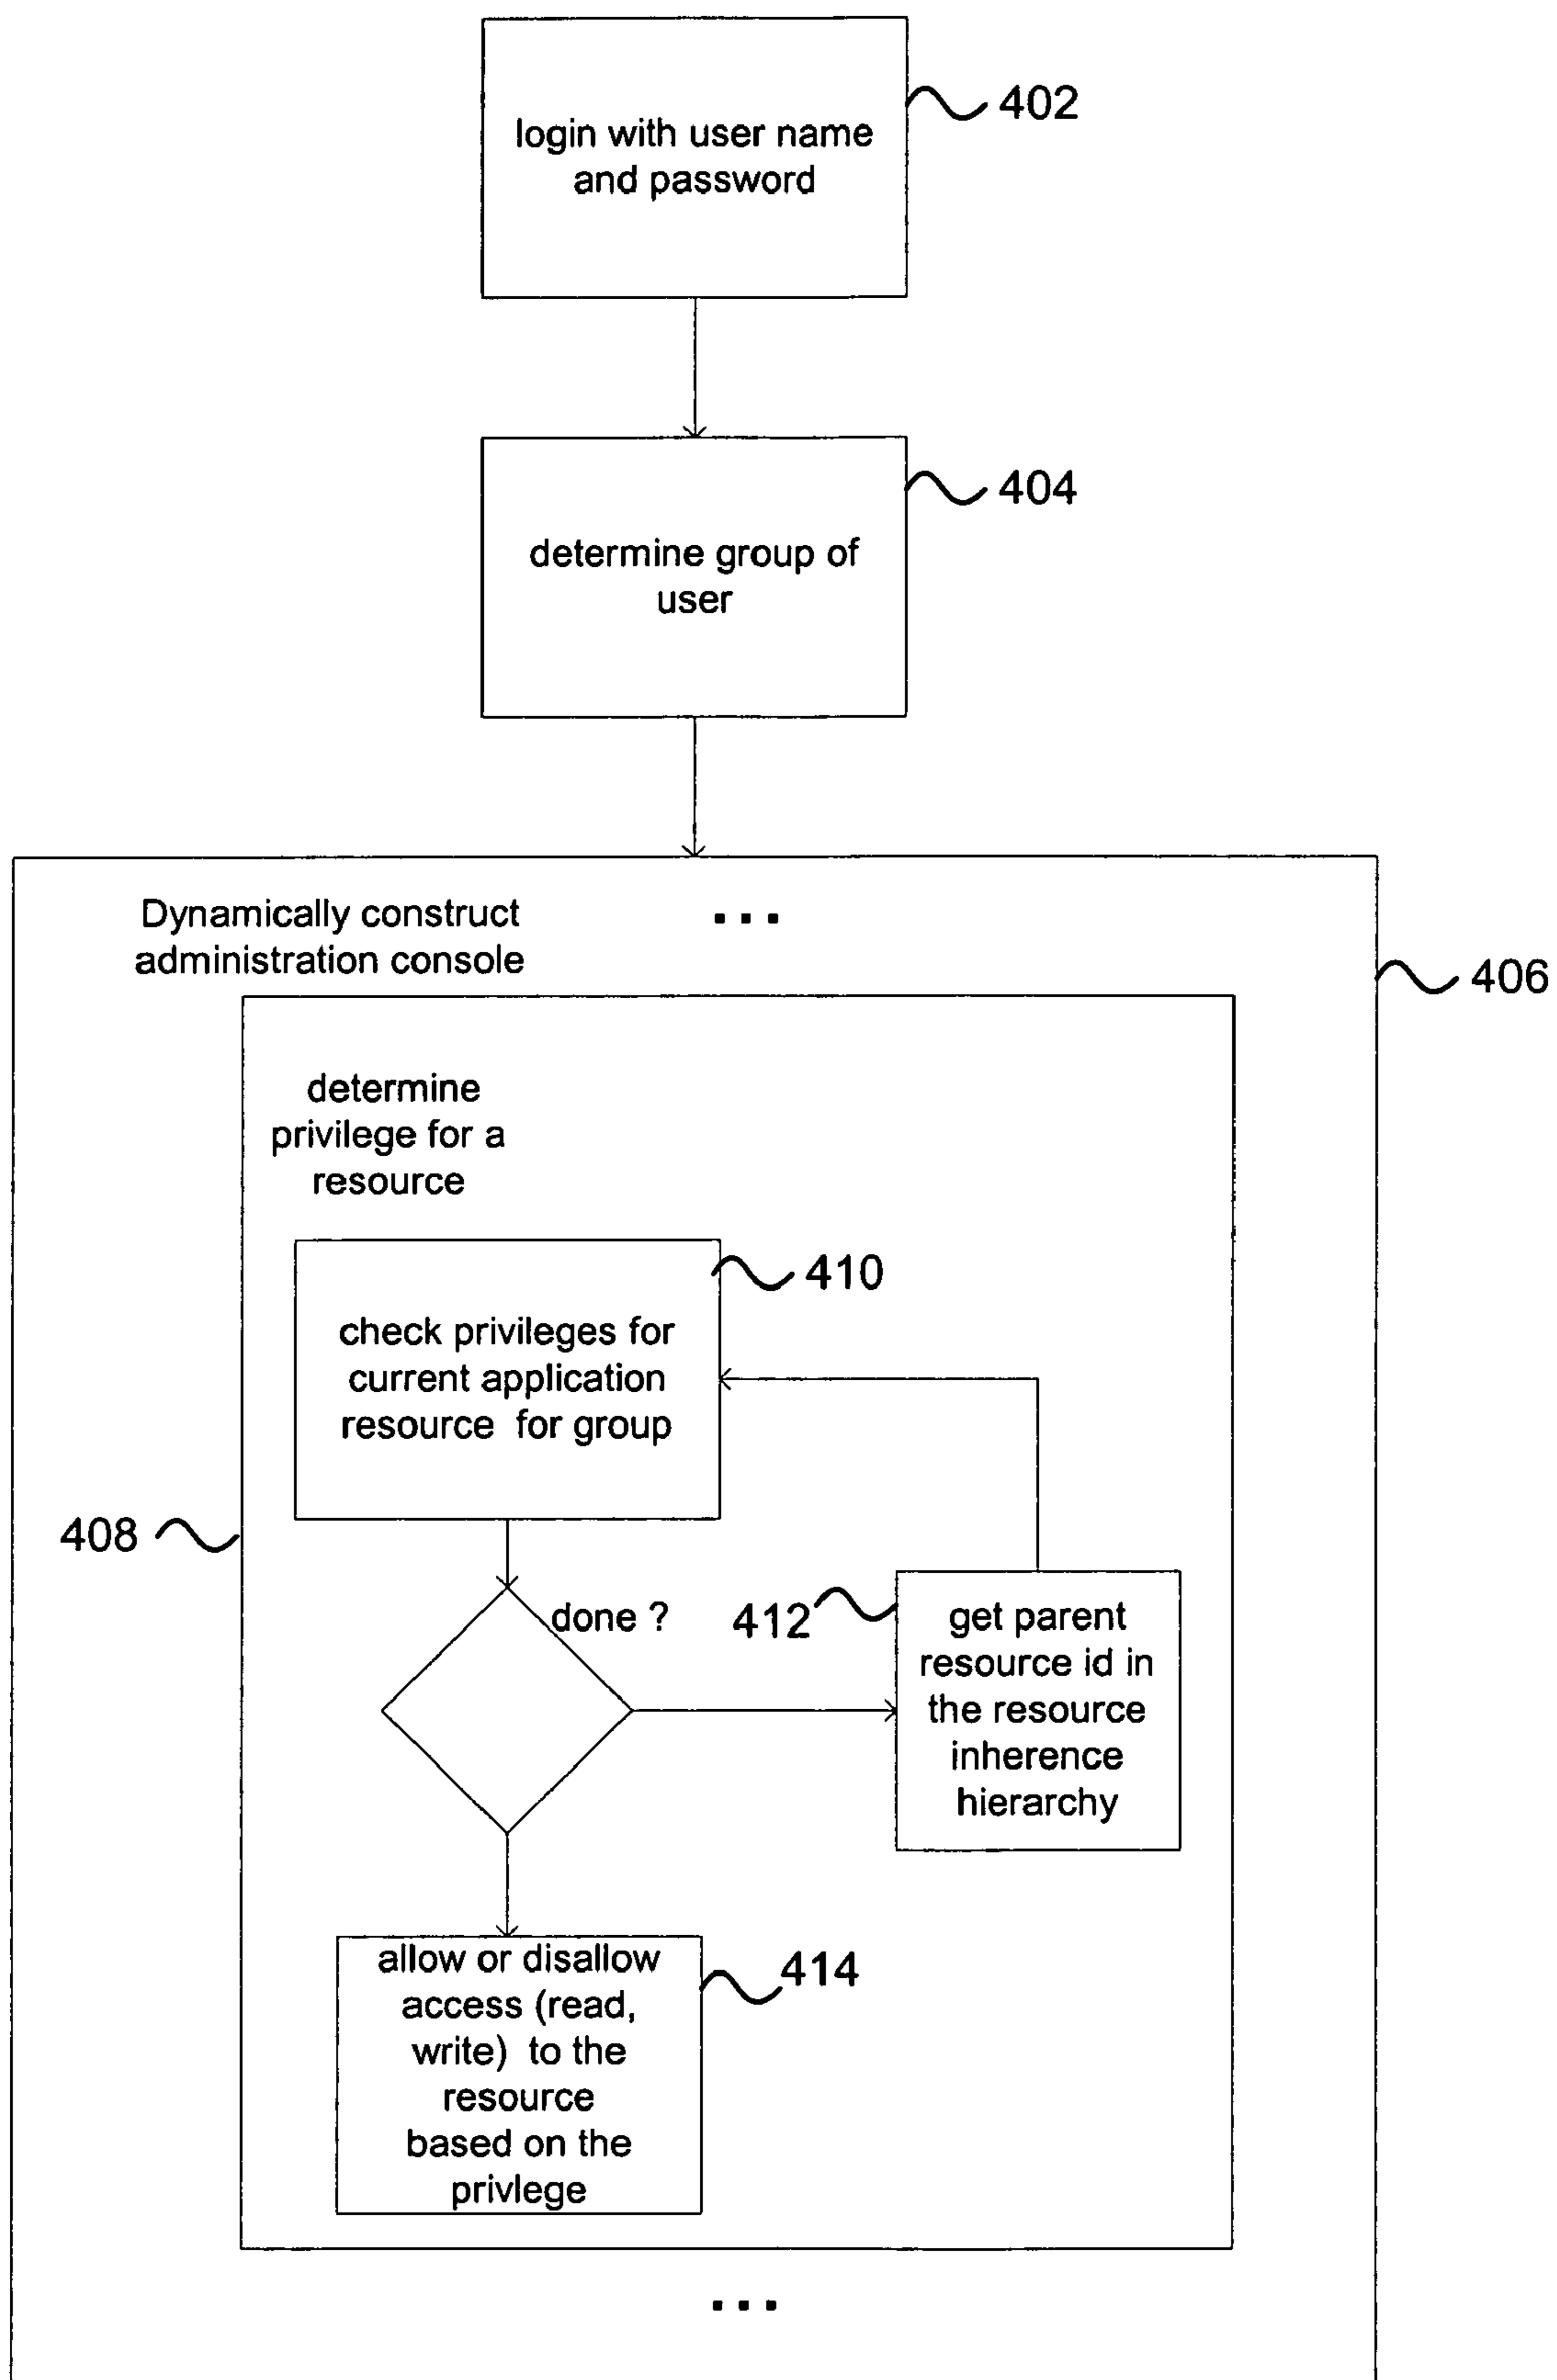 402
login with user name
and password
404
determine group of
user
Dynamically construct
administration console
...
406
determine
privilege for a
resource
410
check privileges for
current application
resource for group
408
done ?
412
get parent
resource id in
the resource
inherence
hierarchy
414
allow or disallow
access (read,
write) to the
resource
based on the
privlege
...